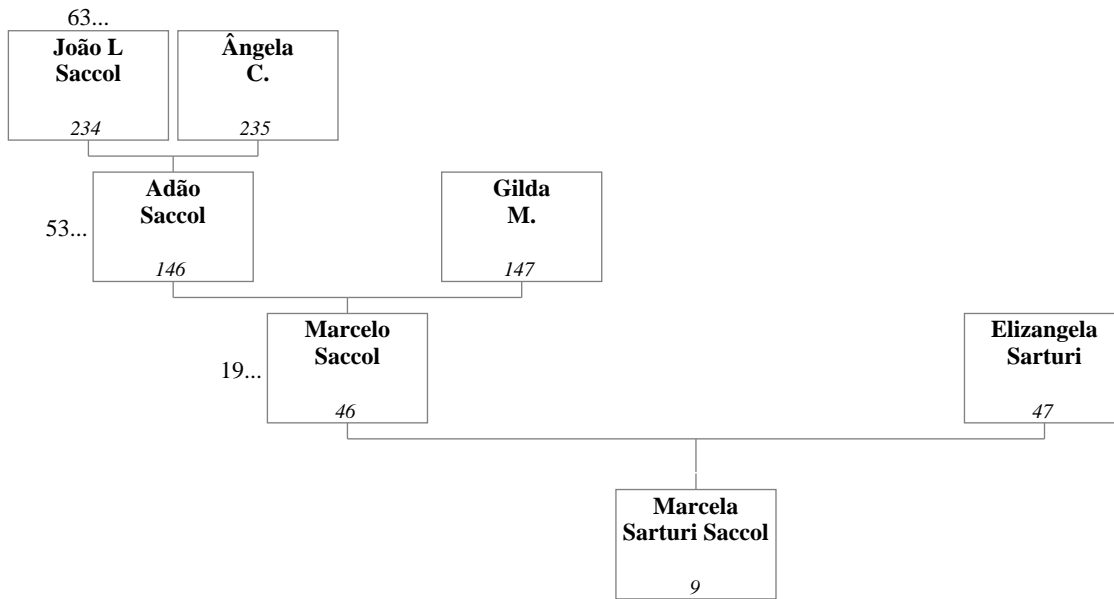 63...
João L
Saccol
234
Ângela
C.
235
53...
Adão
Saccol
146
Gilda
M.
147
19...
Marcelo
Saccol
46
Elizangela
Sarturi
47
Marcela
Sarturi Saccol
9